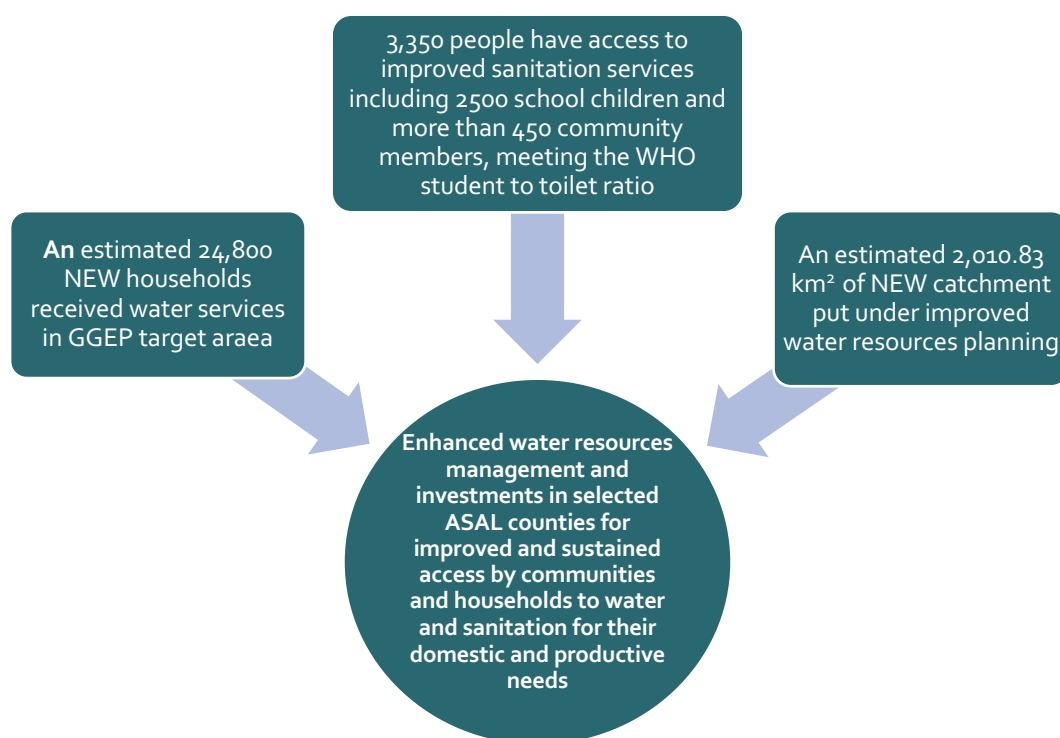 3,350 people have access to
improved sanitation services
including 2500 school children and
more than 450 community
members, meeting the WHO
student to toilet ratio
An estimated 24,800
NEW households
received water services
in GGEP target araea
An estimated 2,010.83
km² of NEW catchment
put under improved
water resources planning
Enhanced water resources
management and
investments in selected
ASAL counties for
improved and sustained
access by communities
and households to water
and sanitation for their
domestic and productive
needs